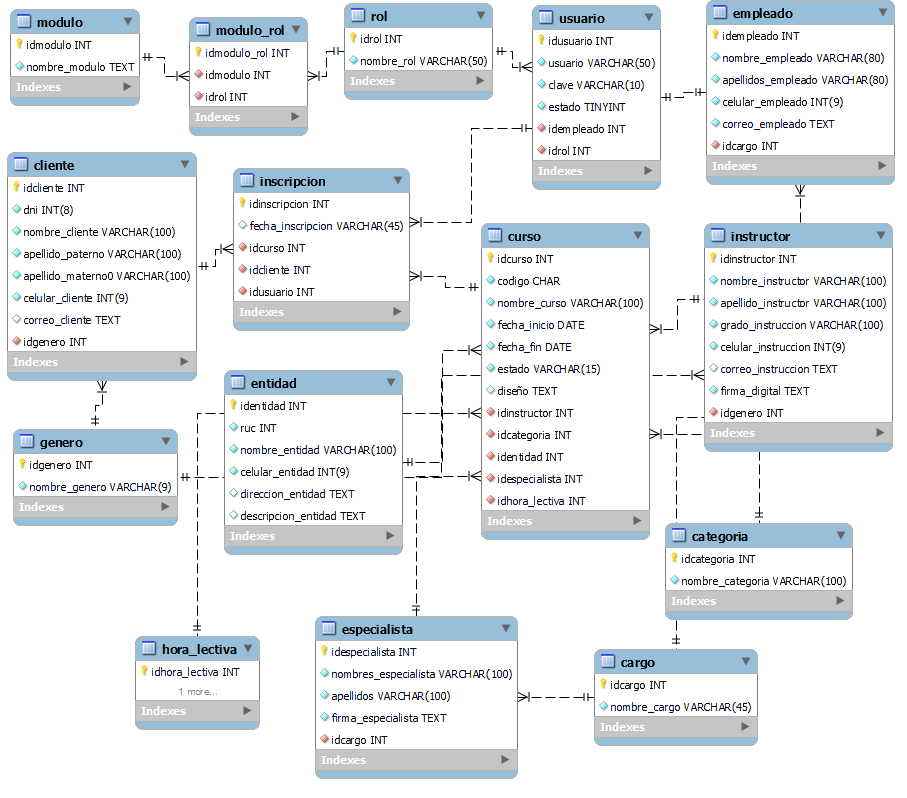 modulo
idmodulo INT
nombre_modulo TEXT
Indexes
modulo_rol
idmodulo_rol INT
idmodulo INT
idrol INT
Indexes
rol
idrol INT
nombre_rol VARCHAR(50)
Indexes
usuario
idusuario INT
usuario VARCHAR(50)
clave VARCHAR(10)
estado TINYINT
idempleado INT
idrol INT
Indexes
empleado
idempleado INT
nombre_empleado VARCHAR(80)
apellidos_empleado VARCHAR(80)
celular_empleado INT(9)
correo_empleado TEXT
idcargo INT
Indexes
cliente
idcliente INT
dni INT(8)
nombre_cliente VARCHAR(100)
apellido_paterno VARCHAR(100)
apellido_materno0 VARCHAR(100)
celular_cliente INT(9)
correo_cliente TEXT
idgenero INT
Indexes
inscripcion
idinscripcion INT
fecha_inscripcion VARCHAR(45)
idcurso INT
idcliente INT
idusuario INT
Indexes
curso
idcurso INT
codigo CHAR
nombre_curso VARCHAR(100)
fecha_inicio DATE
fecha_fin DATE
estado VARCHAR(15)
diseño TEXT
idinstructor INT
idcategoria INT
identidad INT
idespecialista INT
idhora_lectiva INT
Indexes
instructor
idinstructor INT
nombre_instructor VARCHAR(100)
apellido_instructor VARCHAR(100)
grado_instruccion VARCHAR(100)
celular_instruccion INT(9)
correo_instruccion TEXT
firma_digital TEXT
idgenero INT
Indexes
entidad
identidad INT
ruc INT
nombre_entidad VARCHAR(100)
celular_entidad INT(9)
direccion_entidad TEXT
descripcion_entidad TEXT
Indexes
genero
idgenero INT
nombre_genero VARCHAR(9)
Indexes
categoria
idcategoria INT
nombre_categoria VARCHAR(100)
Indexes
hora_lectiva
idhora_lectiva INT
1 more...
Indexes
especialista
idespecialista INT
nombres_especialista VARCHAR(100)
apellidos VARCHAR(100)
firma_especialista TEXT
idcargo INT
Indexes
cargo
idcargo INT
nombre_cargo VARCHAR(45)
Indexes